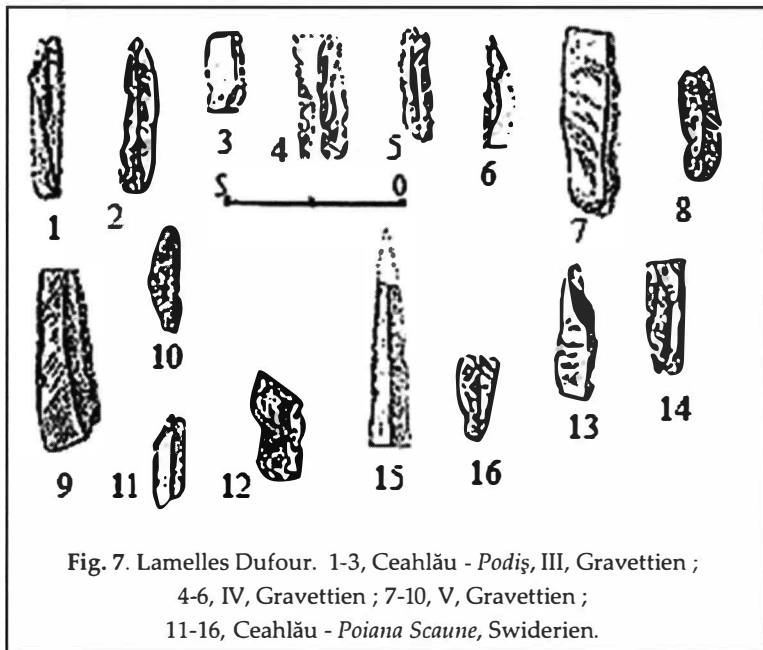 1 2 3 4 5 6 7 8
S O
9 10 11 12 15 16 13 14
Fig. 7. Lamelles Dufour. 1-3, Ceahlău - Podiş, III, Gravettien ;
4-6, IV, Gravettien ; 7-10, V, Gravettien ;
11-16, Ceahlău - Poiana Scaune, Swiderien.